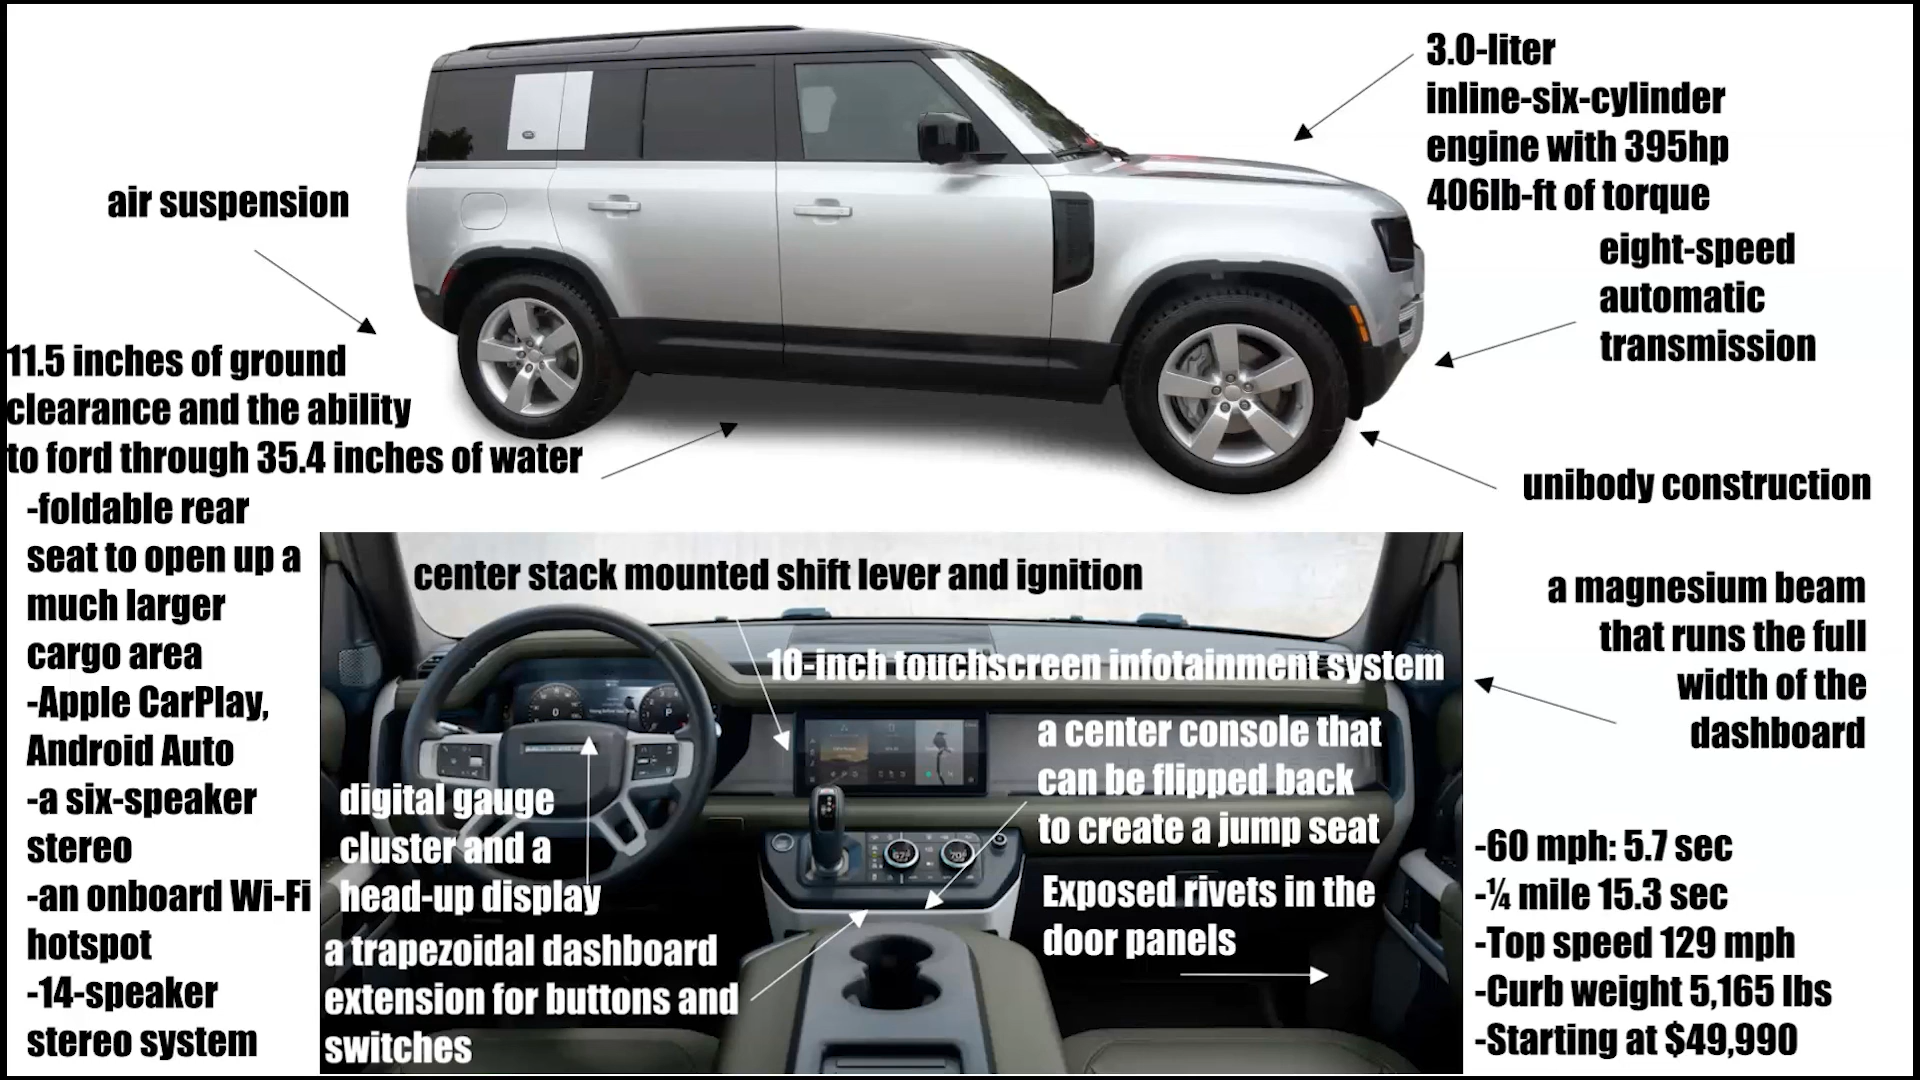 3.0-liter
inline-six-cylinder
engine with 395hp
406lb-ft of torque
eight-speed
automatic
transmission
air suspension
11.5 inches of ground
clearance and the ability
to ford through 35.4 inches of water
unibody construction
-foldable rear
seat to open up a
much larger
cargo area
-Apple CarPlay,
Android Auto
-a six-speaker
stereo
-an onboard Wi-Fi
hotspot
-14-speaker
stereo system
center stack mounted shift lever and ignition
10-inch touchscreen infotainment system
a center console that
can be flipped back
to create a jump seat
digital gauge
cluster and a
head-up display
Exposed rivets in the
door panels
a trapezoidal dashboard
extension for buttons and
switches
a magnesium beam
that runs the full
width of the
dashboard
-60 mph: 5.7 sec
-¼ mile 15.3 sec
-Top speed 129 mph
-Curb weight 5,165 lbs
-Starting at $49,990